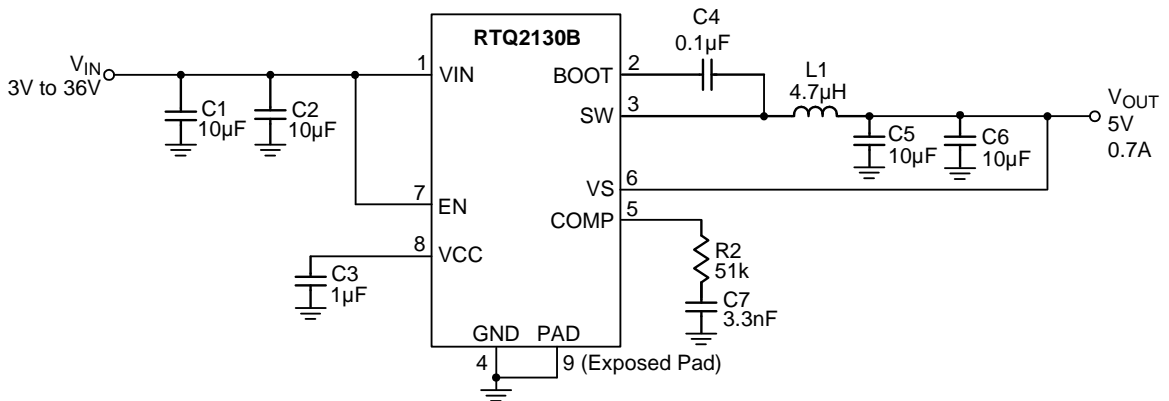 RTQ2130B
VIN
3V to 36V
C1
10µF
C2
10µF
1
VIN
7
EN
8
VCC
C3
1µF
BOOT
2
SW
3
VS
6
COMP
5
GND
PAD
4
9 (Exposed Pad)
C4
0.1µF
L1
4.7µH
C5
10µF
C6
10µF
VOUT
5V
0.7A
R2
51k
C7
3.3nF